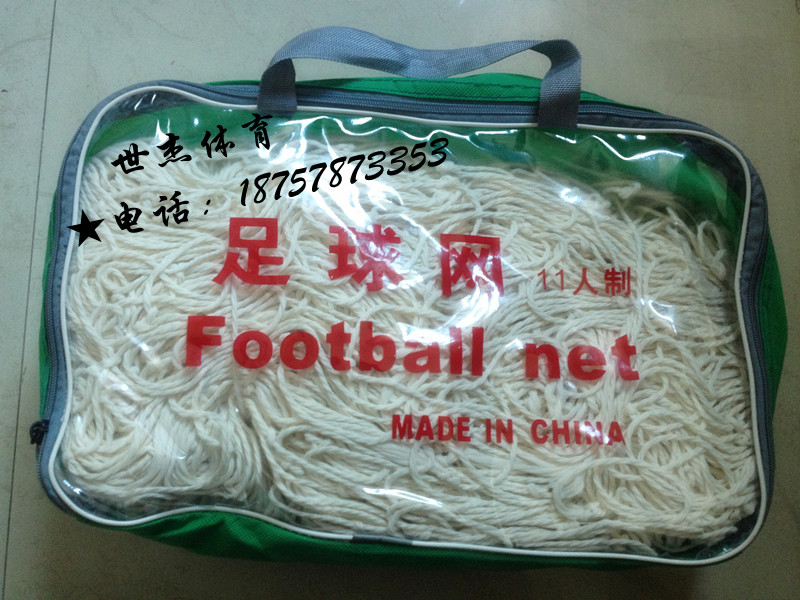 世杰体育
★电话：18757873353
足球网 11人制
Football net
MADE IN CHINA